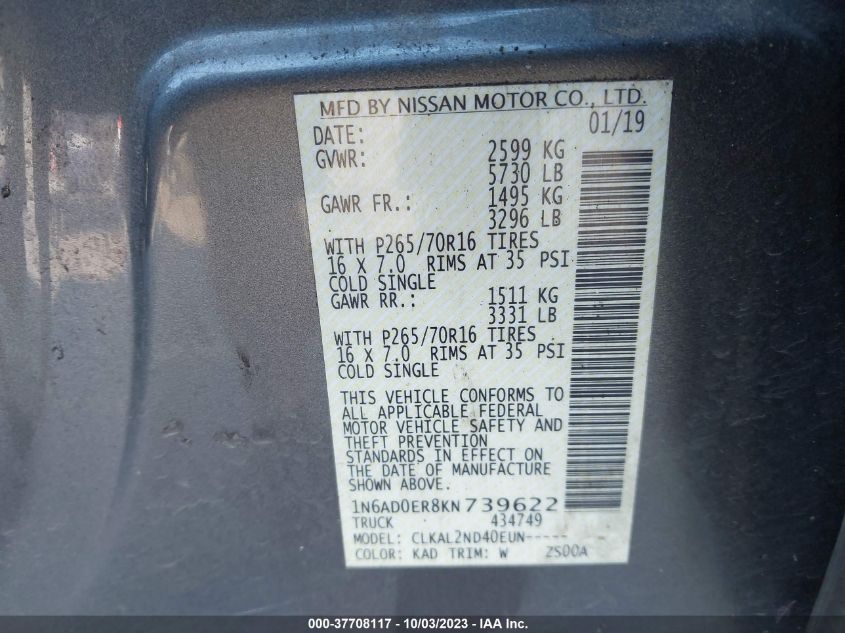 MFD BY NISSAN MOTOR CO., LTD.
DATE: 01/19
GVWR: 2599 KG
5730 LB
GAWR FR.: 1495 KG
3296 LB
WITH P265/70R16 TIRES
16 X 7.0 RIMS AT 35 PSI
COLD SINGLE
GAWR RR.: 1511 KG
3331 LB
WITH P265/70R16 TIRES
16 X 7.0 RIMS AT 35 PSI
COLD SINGLE
THIS VEHICLE CONFORMS TO
ALL APPLICABLE FEDERAL
MOTOR VEHICLE SAFETY AND
THEFT PREVENTION
STANDARDS IN EFFECT ON
THE DATE OF MANUFACTURE
SHOWN ABOVE.
1N6AD0ER8KN739622
TRUCK 434749
MODEL: CLKAL2ND40EUN-----
COLOR: KAD TRIM: W ZS00A
000-37708117 - 10/03/2023 - IAAI.com.